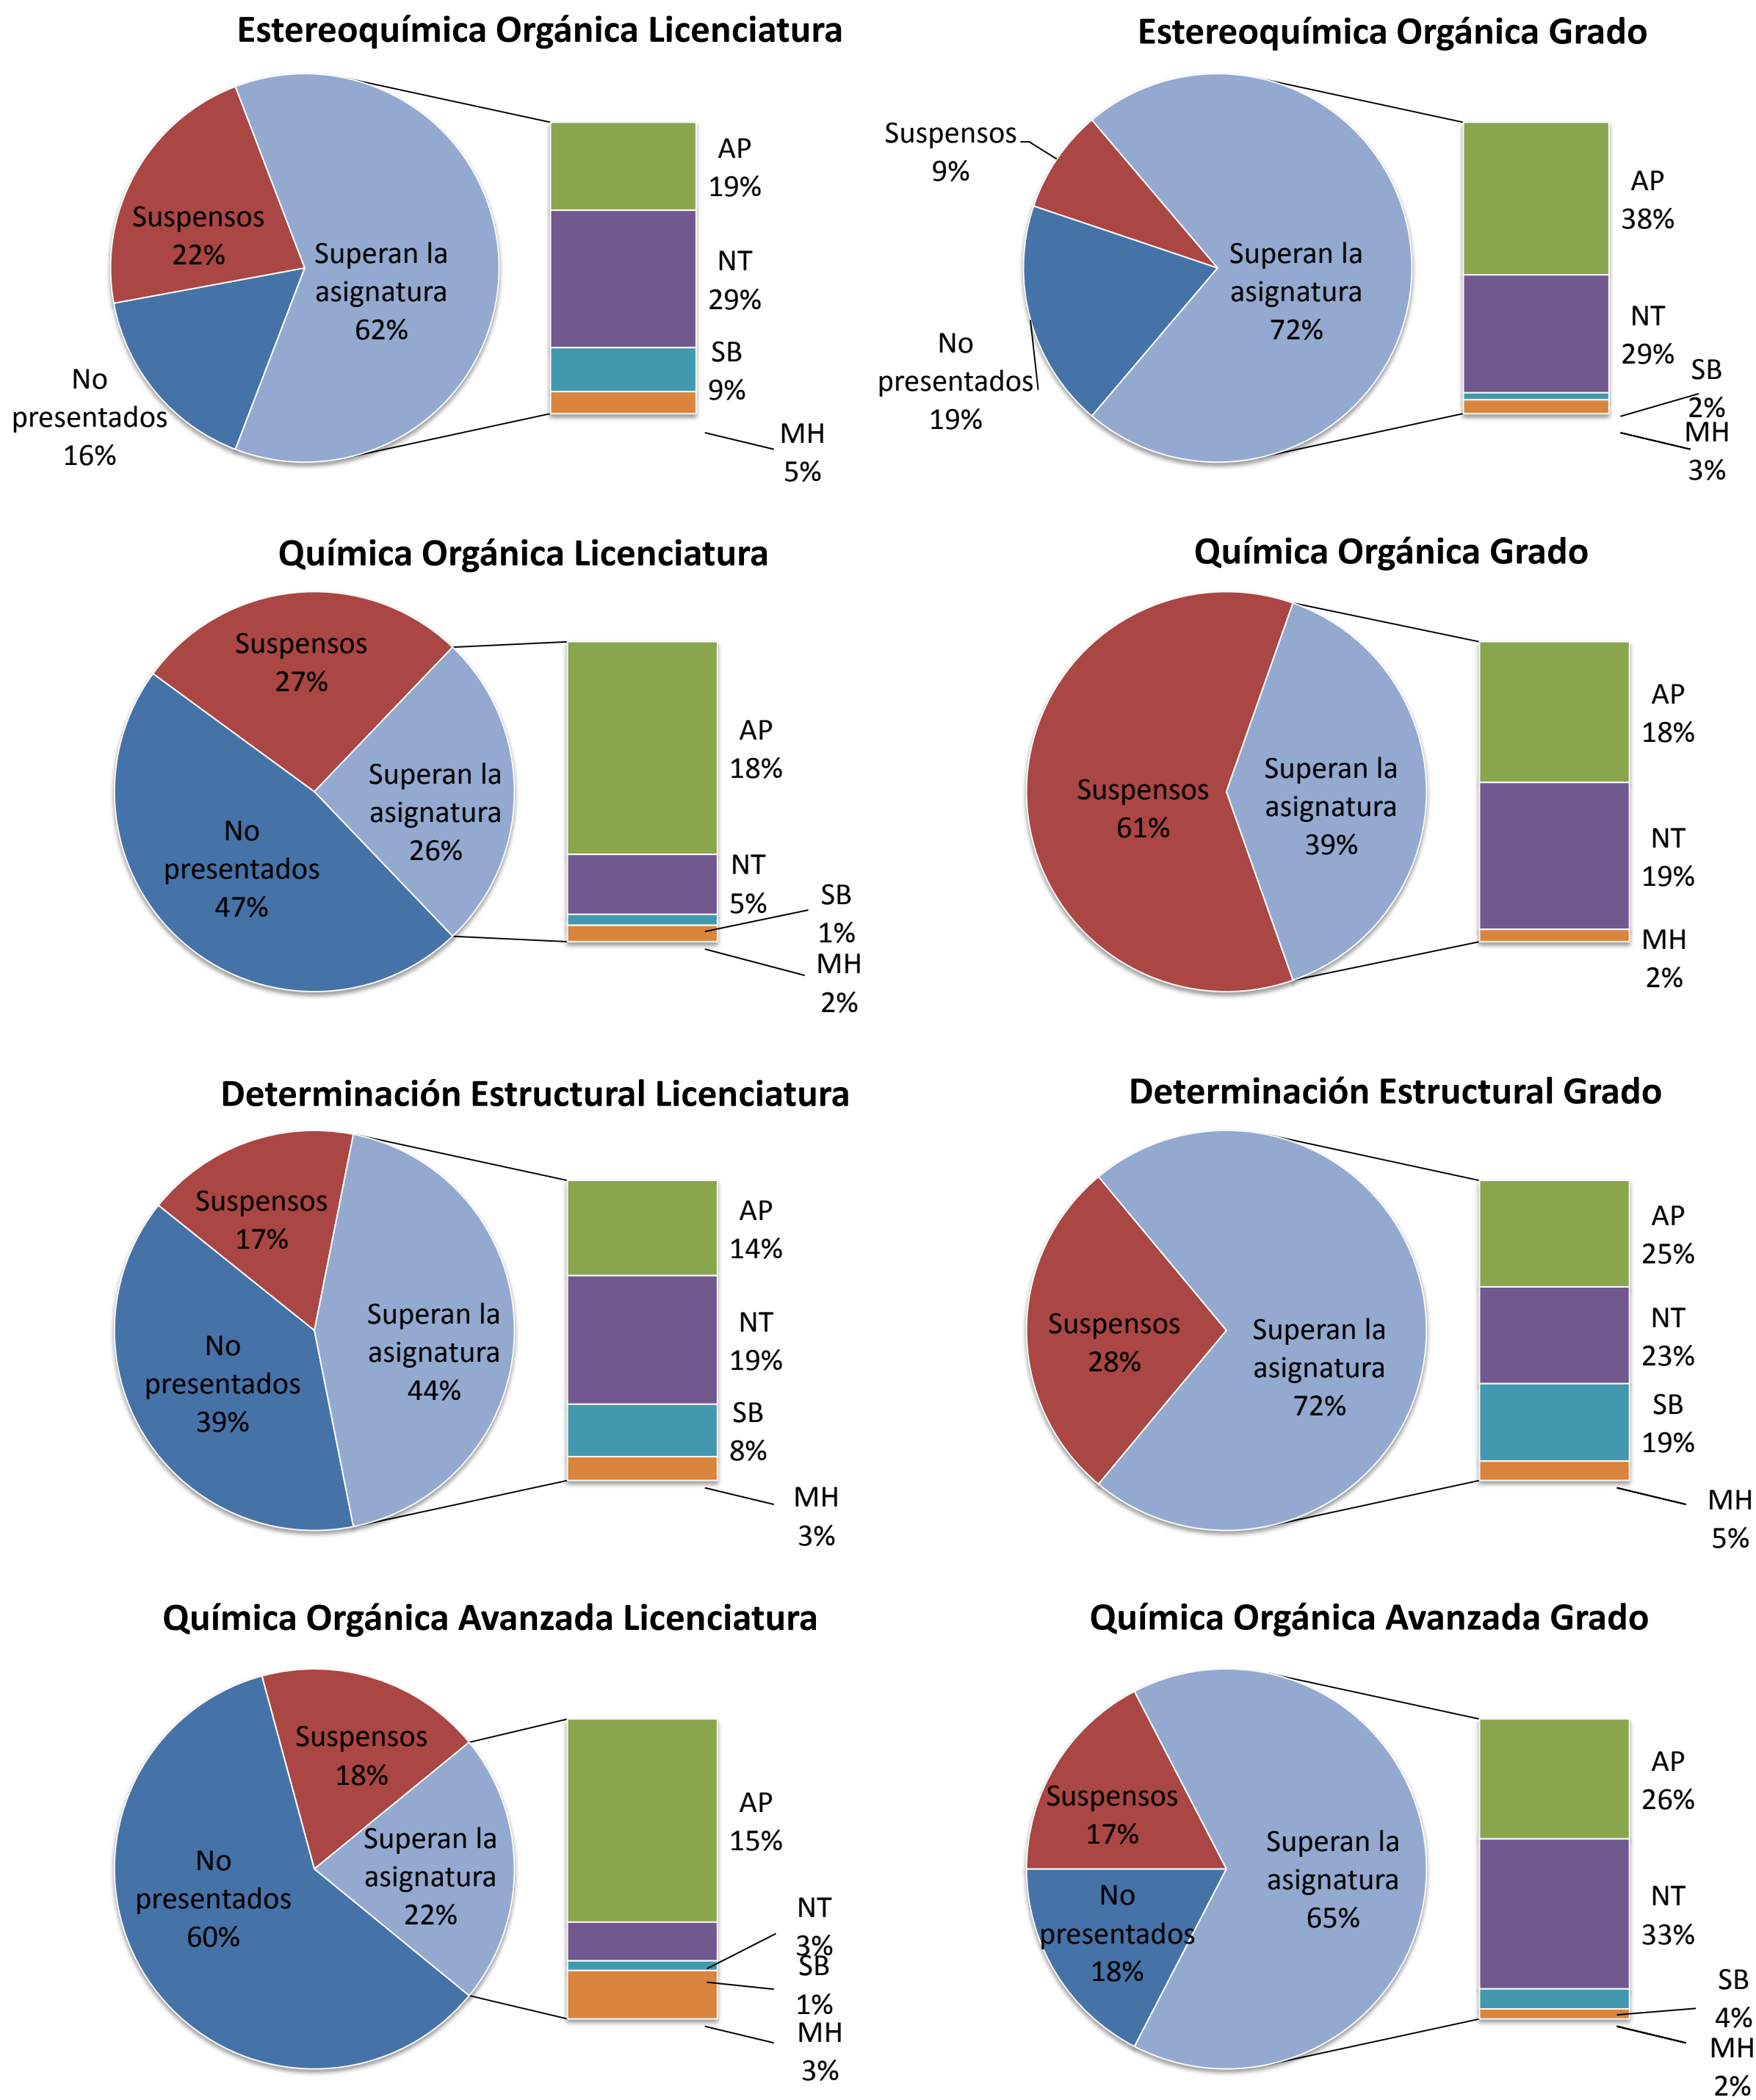 Estereoquímica Orgánica Licenciatura
Suspensos
22%
Superan la
asignatura
62%
No
presentados
16%
AP
19%
NT
29%
SB
9%
MH
5%
Estereoquímica Orgánica Grado
Suspensos
9%
Superan la
asignatura
72%
No
presentados
19%
AP
38%
NT
29%
SB
2%
MH
3%
Química Orgánica Licenciatura
Suspensos
27%
Superan la
asignatura
26%
No
presentados
47%
AP
18%
NT
5%
SB
1%
MH
2%
Química Orgánica Grado
Suspensos
61%
Superan la
asignatura
39%
AP
18%
NT
19%
MH
2%
Determinación Estructural Licenciatura
Suspensos
17%
Superan la
asignatura
44%
No
presentados
39%
AP
14%
NT
19%
SB
8%
MH
3%
Determinación Estructural Grado
Suspensos
28%
Superan la
asignatura
72%
AP
25%
NT
23%
SB
19%
MH
5%
Química Orgánica Avanzada Licenciatura
Suspensos
18%
Superan la
asignatura
22%
No
presentados
60%
AP
15%
NT
3%
SB
1%
MH
3%
Química Orgánica Avanzada Grado
Suspensos
17%
Superan la
asignatura
65%
No
presentados
18%
AP
26%
NT
33%
SB
4%
MH
2%